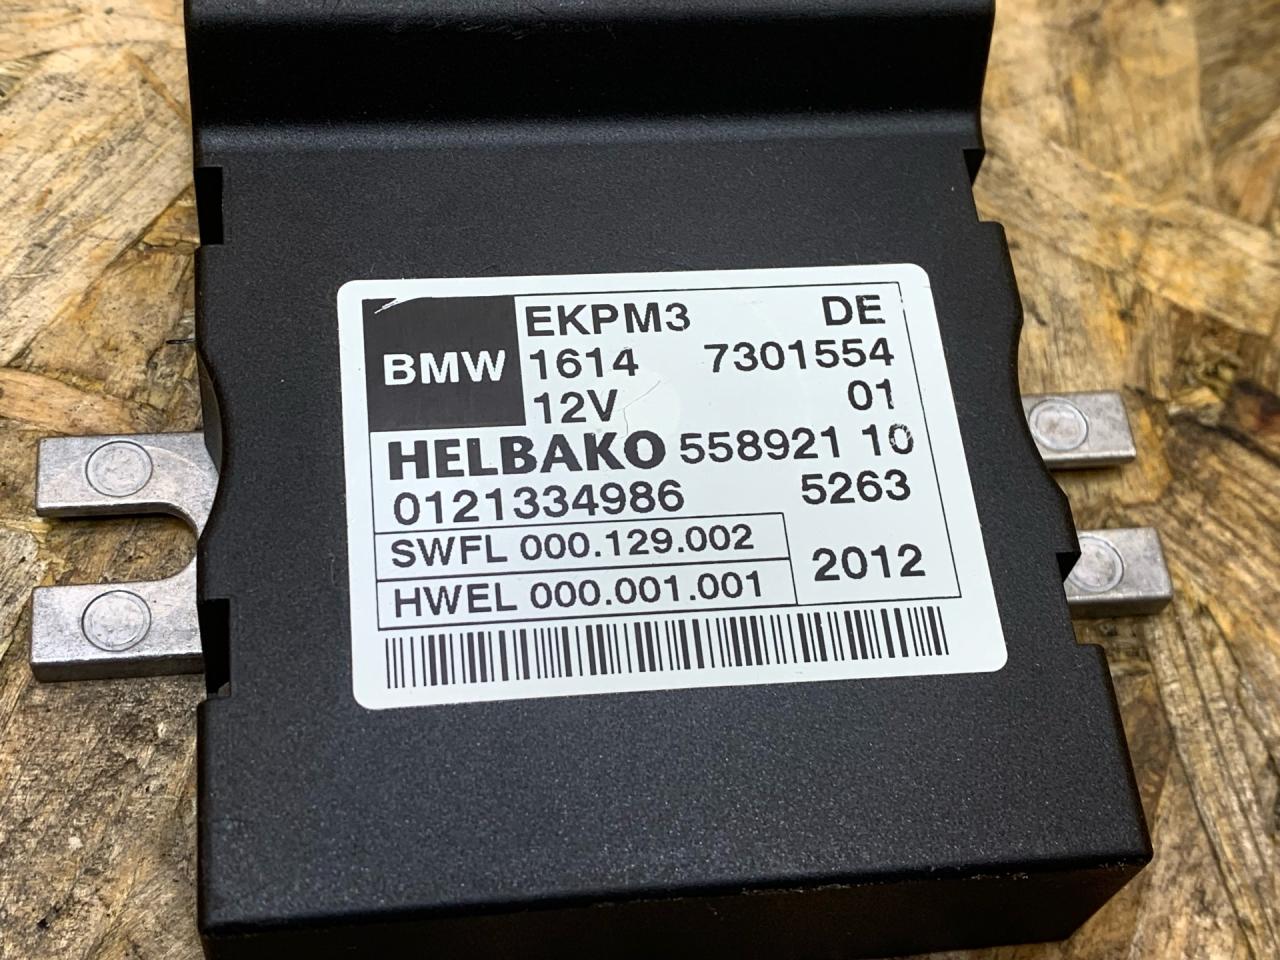 EKPM3 DE
BMW 1614 7301554
12V 01
HELBAKO 558921 10
0121334986 5263
SWFL 000.129.002
2012
HWEL 000.001.001